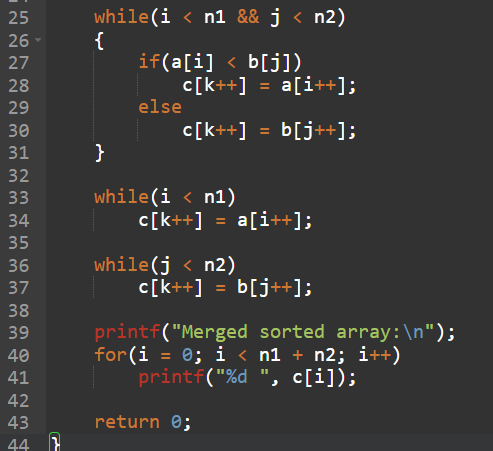 25 while(i < n1 && j < n2)
26 {
27 if(a[i] < b[j])
28 c[k++] = a[i++];
29 else
30 c[k++] = b[j++];
31 }
32
33 while(i < n1)
34 c[k++] = a[i++];
35
36 while(j < n2)
37 c[k++] = b[j++];
38
39 printf("Merged sorted array:\n");
40 for(i = 0; i < n1 + n2; i++)
41 printf("%d ", c[i]);
42
43 return 0;
44 }